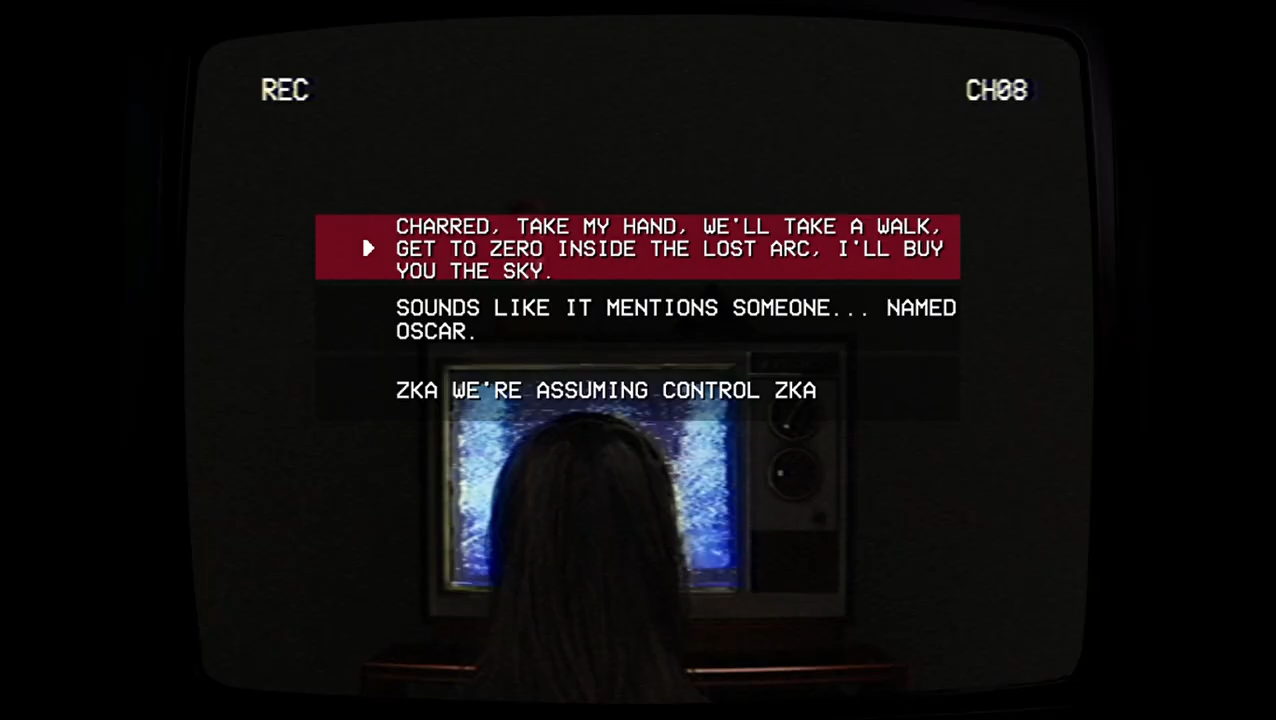 REC
CH08
CHARRED, TAKE MY HAND, WE'LL TAKE A WALK,
GET TO ZERO INSIDE THE LOST ARC, I'LL BUY
YOU THE SKY.
SOUNDS LIKE IT MENTIONS SOMEONE... NAMED
OSCAR.
ZKA WE'RE ASSUMING CONTROL ZKA